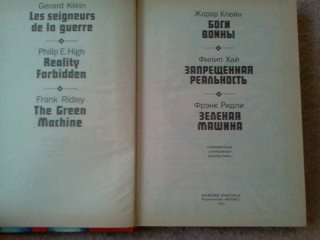 Gerard Klein
Les seigneurs
de la guerre
Philip E. High
Reality
Forbidden
Frank Ridley
The Green
Machine
Жерар Клейн
БОГИ
ВОЙНЫ
Филип Хай
ЗАПРЕЩЕННАЯ
РЕАЛЬНОСТЬ
Фрэнк Ридли
ЗЕЛЕНАЯ
МАШИНА